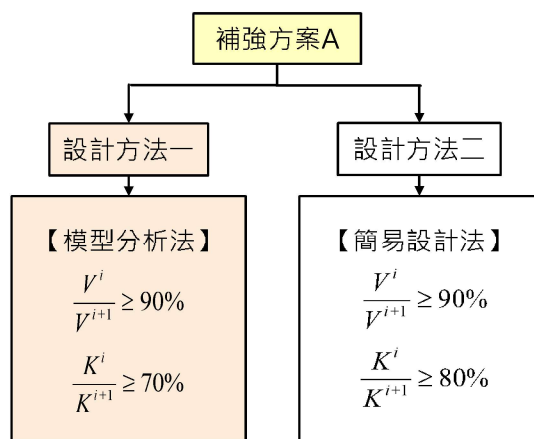 補強方案A
設計方法一
設計方法二
【模型分析法】
V^i / V^{i+1} ≥ 90%
K^i / K^{i+1} ≥ 70%
【簡易設計法】
V^i / V^{i+1} ≥ 90%
K^i / K^{i+1} ≥ 80%